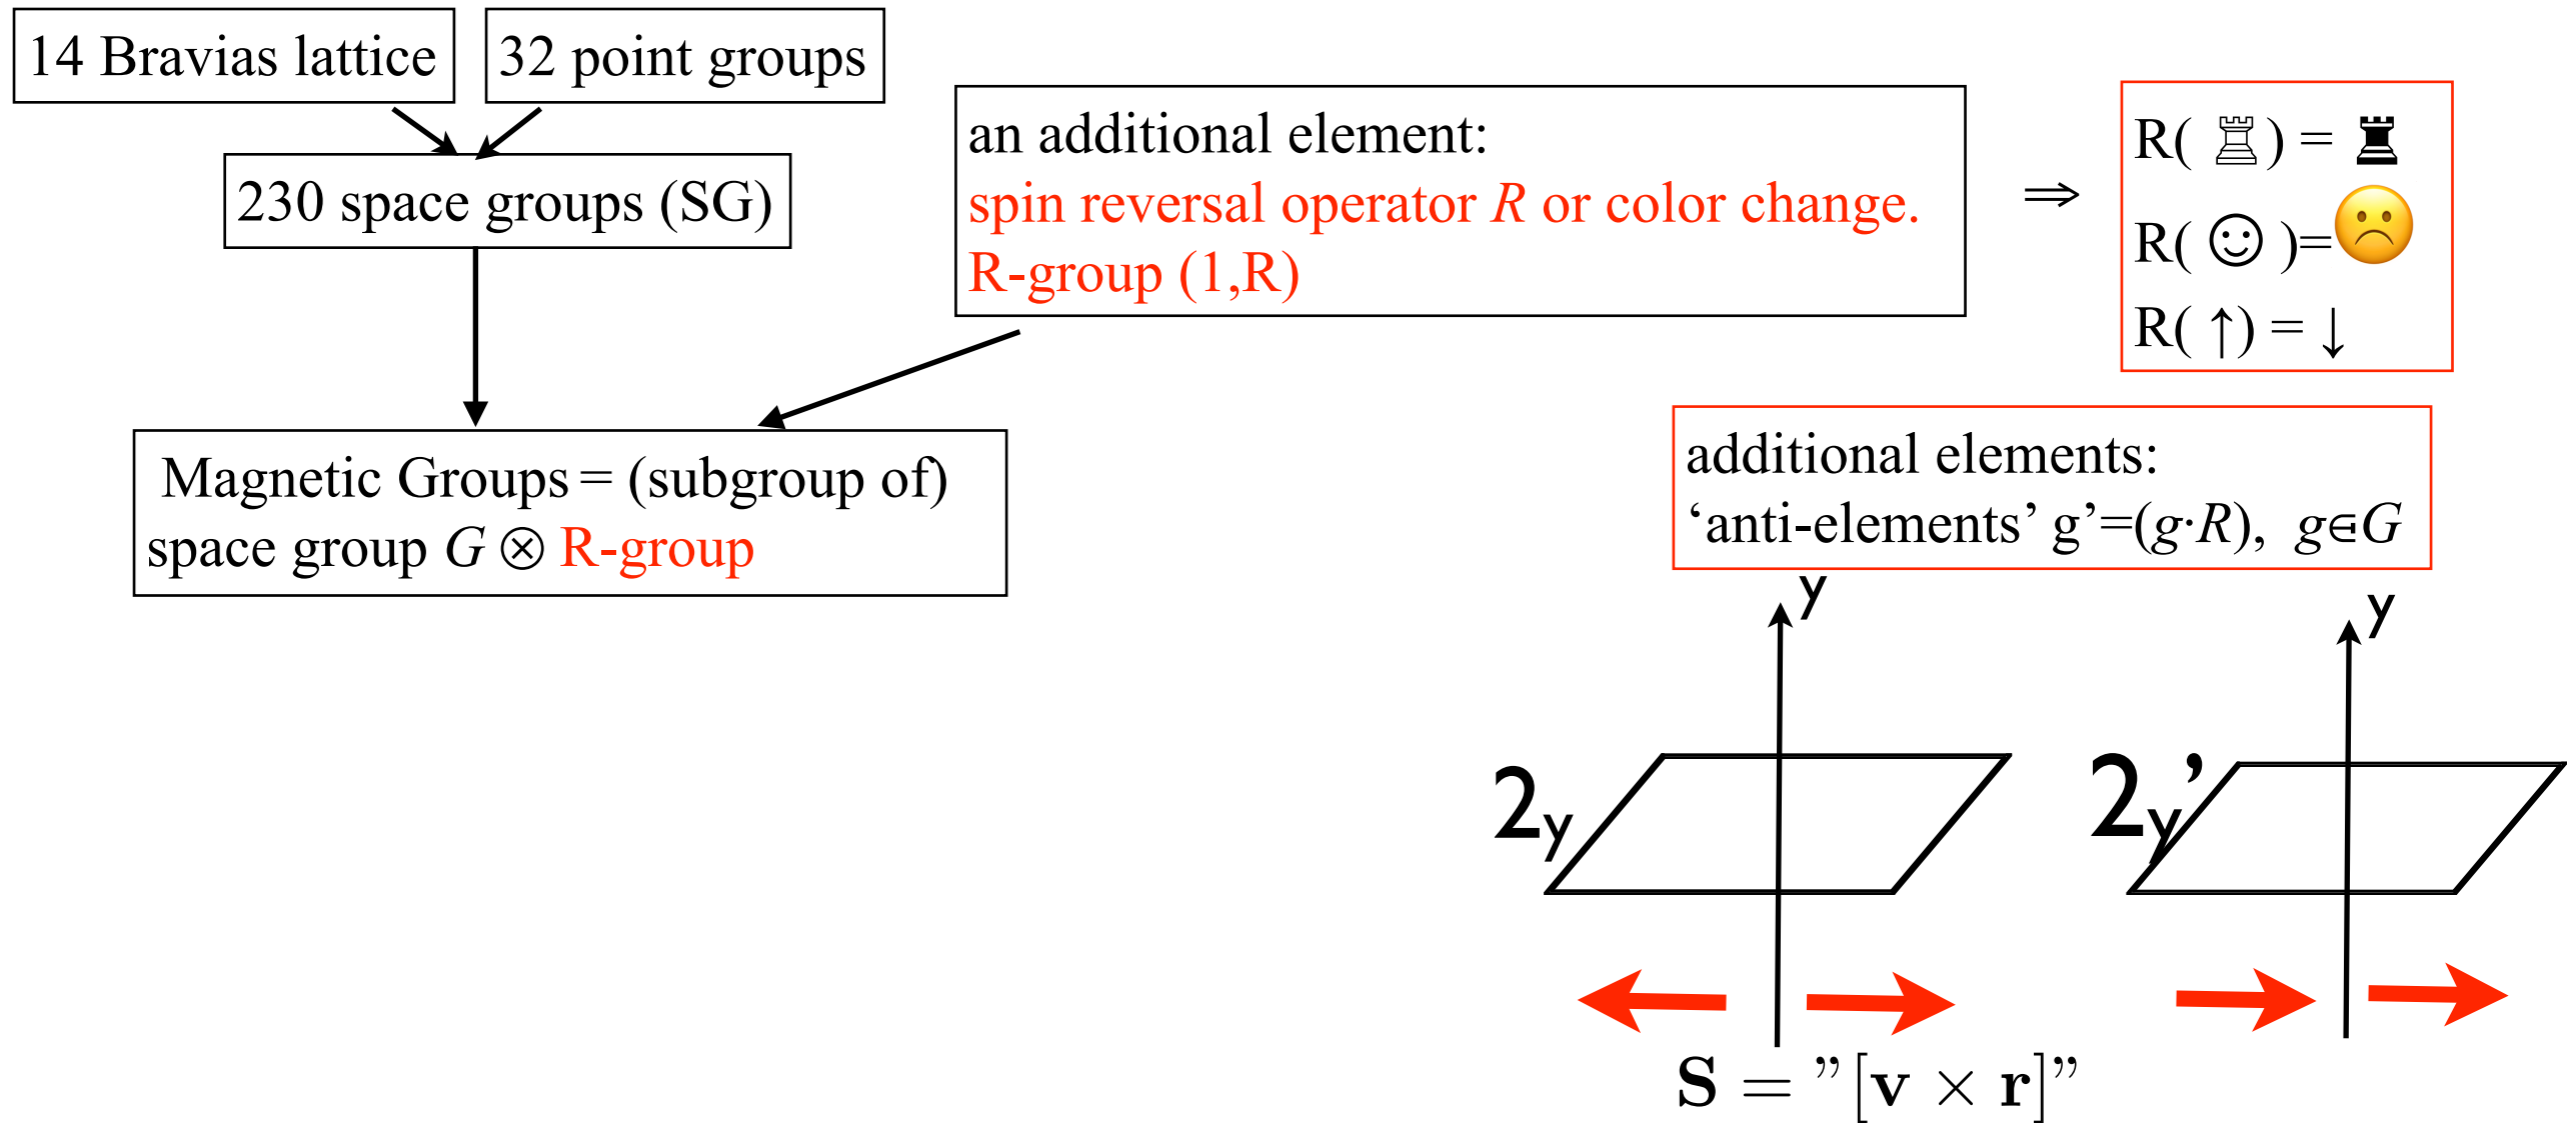 14 Bravias lattice
32 point groups
230 space groups (SG)
an additional element:
spin reversal operator R or color change.
R-group (1,R)
⇒
R( ♖ ) = ♜
R( ☺ )=🙁
R( ↑) = ↓
Magnetic Groups = (subgroup of)
space group G ⊗ R-group
additional elements:
‘anti-elements’ g’=(g·R), g∈G
y
y
2y
2y’
S = ”[v × r]”